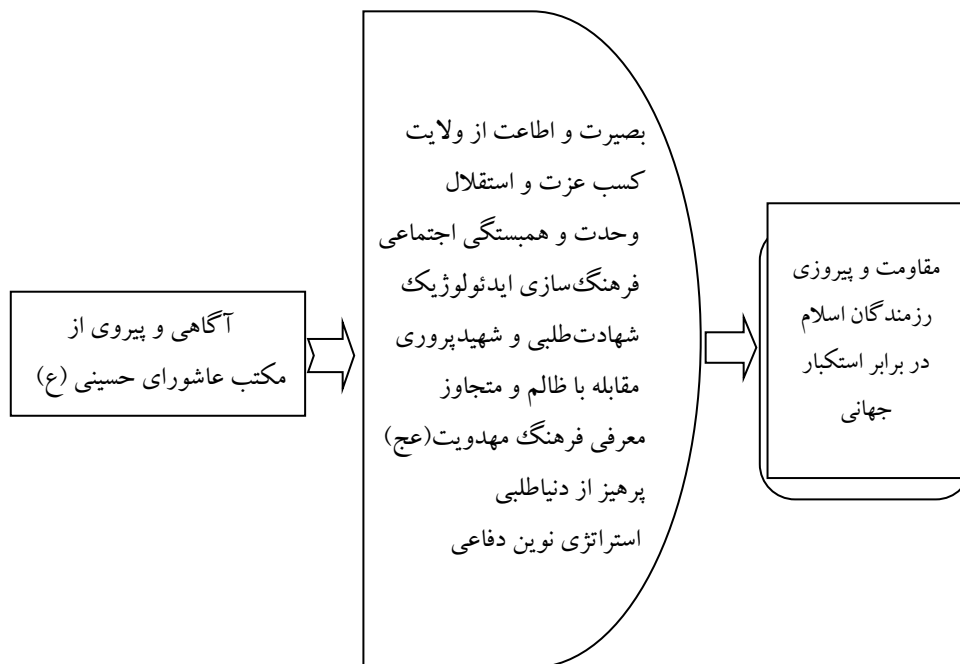 آگاهی و پیروی از
مکتب عاشورای حسینی (ع)
بصیرت و اطاعت از ولایت
کسب عزت و استقلال
وحدت و همبستگی اجتماعی
فرهنگ‌سازی ایدئولوژیک
شهادت‌طلبی و شهیدپروری
مقابله با ظالم و متجاوز
معرفی فرهنگ مهدویت(عج)
پرهیز از دنیاطلبی
استراتژی نوین دفاعی
مقاومت و پیروزی
رزمندگان اسلام
در برابر استکبار
جهانی